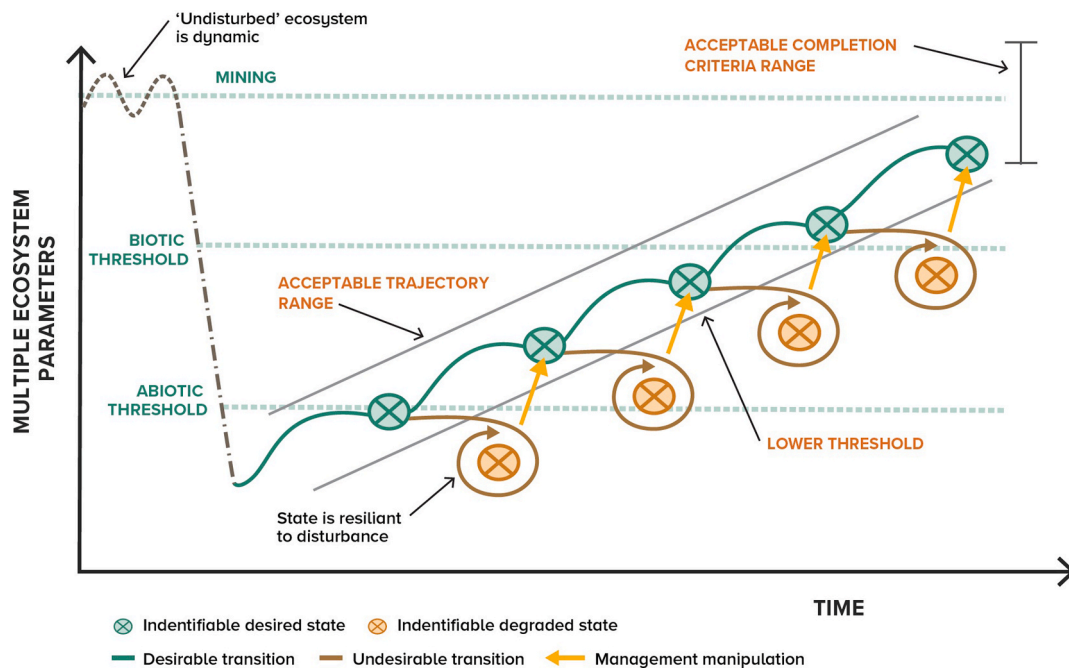 ‘Undisturbed’ ecosystem
is dynamic
MINING
ACCEPTABLE COMPLETION
CRITERIA RANGE
MULTIPLE ECOSYSTEM
PARAMETERS
BIOTIC
THRESHOLD
ACCEPTABLE TRAJECTORY
RANGE
ABIOTIC
THRESHOLD
LOWER THRESHOLD
State is resiliant
to disturbance
TIME
Indentifiable desired state
Indentifiable degraded state
Desirable transition
Undesirable transition
Management manipulation